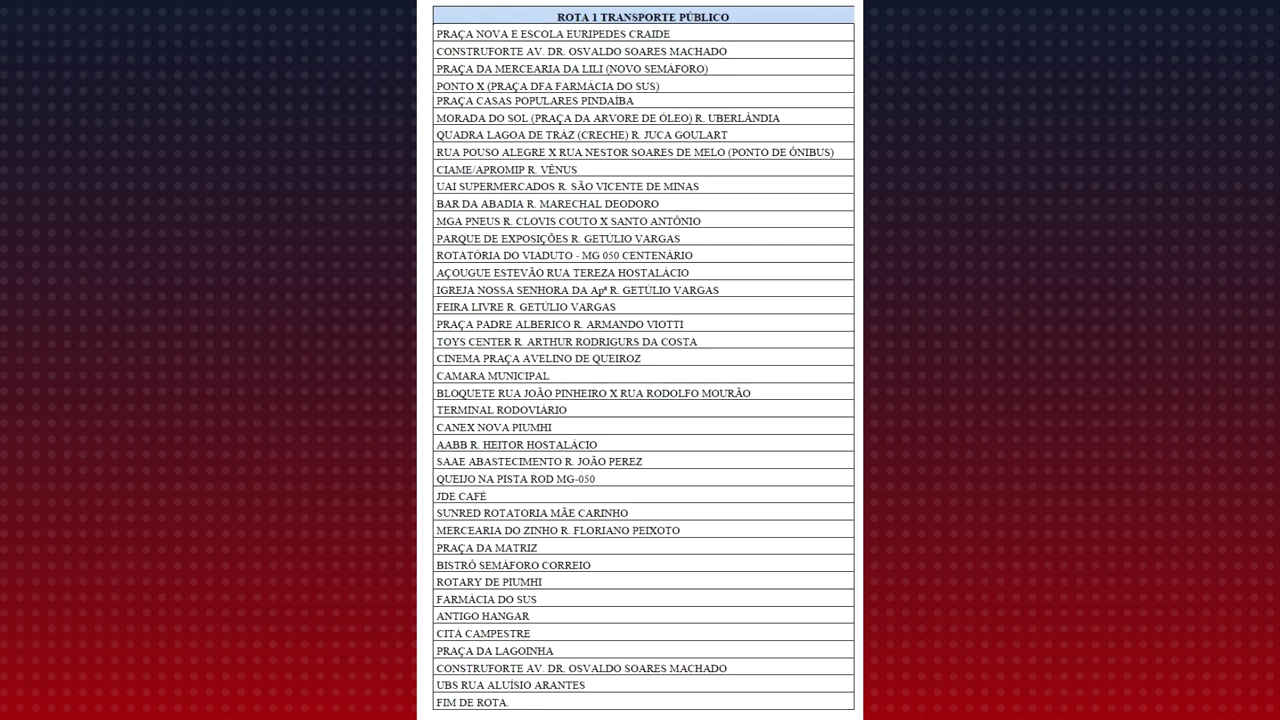 ROTA 1 TRANSPORTE PÚBLICO
PRAÇA NOVA E ESCOLA EURIPEDES CRAIDE
CONSTRUFORTE AV. DR. OSVALDO SOARES MACHADO
PRAÇA DA MERCEARIA DA LILI (NOVO SEMÁFORO)
PONTO X (PRAÇA DFA FARMÁCIA DO SUS)
PRAÇA CASAS POPULARES PINDAÍBA
MORADA DO SOL (PRAÇA DA ARVORE DE ÓLEO) R. UBERLÂNDIA
QUADRA LAGOA DE TRÁZ (CRECHE) R. JUCA GOULART
RUA POUSO ALEGRE X RUA NESTOR SOARES DE MELO (PONTO DE ÔNIBUS)
CIAME/APROMIP R. VÊNUS
UAI SUPERMERCADOS R. SÃO VICENTE DE MINAS
BAR DA ABADIA R. MARECHAL DEODORO
MGA PNEUS R. CLOVIS COUTO X SANTO ANTÔNIO
PARQUE DE EXPOSIÇÕES R. GETÚLIO VARGAS
ROTATÓRIA DO VIADUTO - MG 050 CENTENÁRIO
AÇOUGUE ESTEVÃO RUA TEREZA HOSTALÁCIO
IGREJA NOSSA SENHORA DA Apª R. GETÚLIO VARGAS
FEIRA LIVRE R. GETÚLIO VARGAS
PRAÇA PADRE ALBERICO R. ARMANDO VIOTTI
TOYS CENTER R. ARTHUR RODRIGURS DA COSTA
CINEMA PRAÇA AVELINO DE QUEIROZ
CAMARA MUNICIPAL
BLOQUETE RUA JOÃO PINHEIRO X RUA RODOLFO MOURÃO
TERMINAL RODOVIÁRIO
CANEX NOVA PIUMHI
AABB R. HEITOR HOSTALÁCIO
SAAE ABASTECIMENTO R. JOÃO PEREZ
QUEIJO NA PISTA ROD MG-050
JDE CAFÉ
SUNRED ROTATORIA MÃE CARINHO
MERCEARIA DO ZINHO R. FLORIANO PEIXOTO
PRAÇA DA MATRIZ
BISTRÔ SEMÁFORO CORREIO
ROTARY DE PIUMHI
FARMÁCIA DO SUS
ANTIGO HANGAR
CITÁ CAMPESTRE
PRAÇA DA LAGOINHA
CONSTRUFORTE AV. DR. OSVALDO SOARES MACHADO
UBS RUA ALUÍSIO ARANTES
FIM DE ROTA.